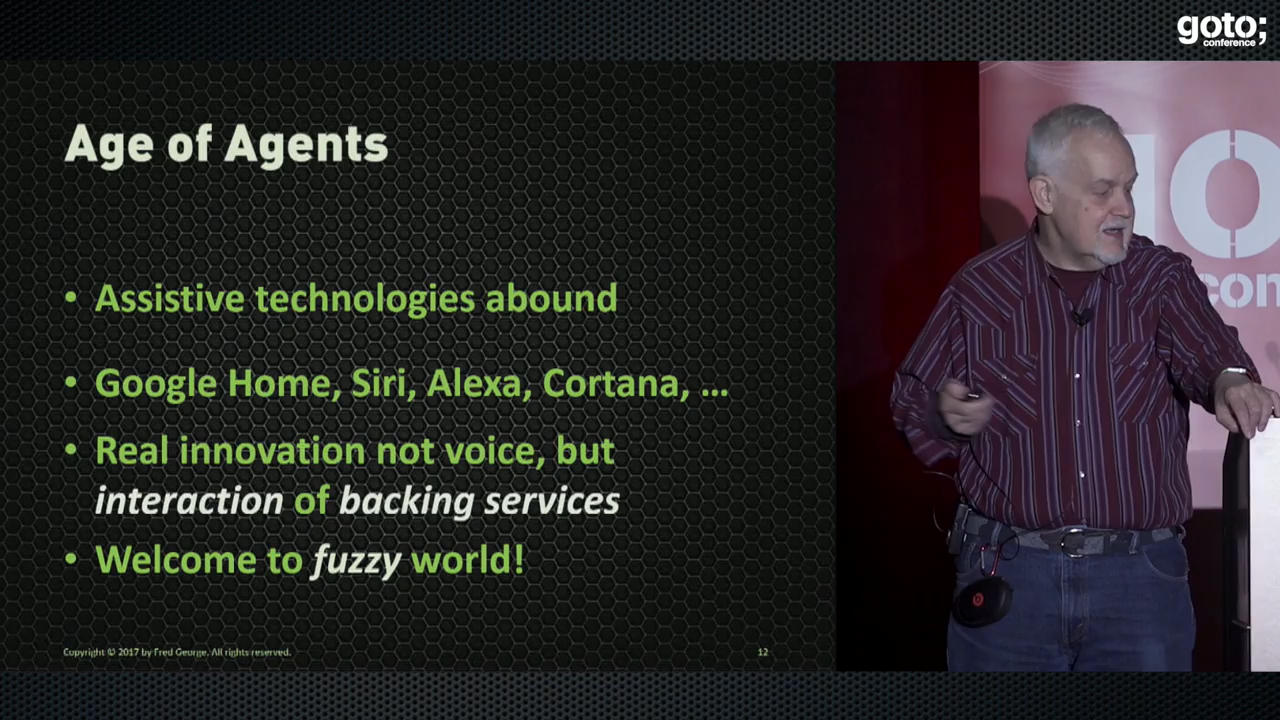 goto;
conference
Age of Agents
• Assistive technologies abound
• Google Home, Siri, Alexa, Cortana, ...
• Real innovation not voice, but
interaction of backing services
• Welcome to fuzzy world!
Copyright © 2017 by Fred George. All rights reserved.
12